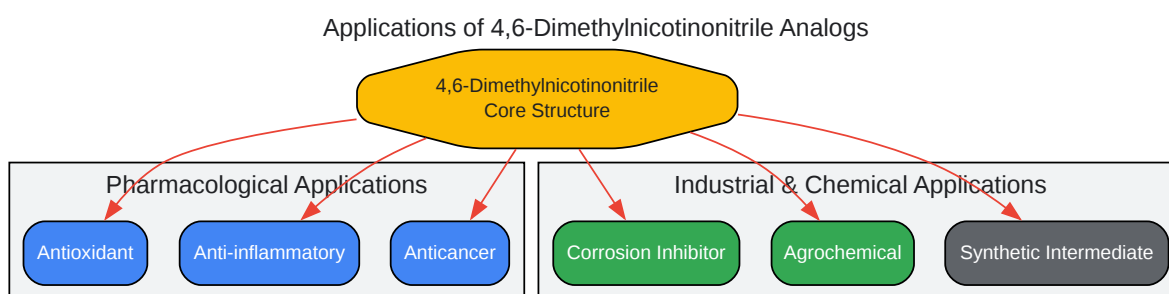 Applications of 4,6-Dimethylnicotinonitrile Analogs
4,6-Dimethylnicotinonitrile
Core Structure
Pharmacological Applications
Industrial & Chemical Applications
Antioxidant
Anti-inflammatory
Anticancer
Corrosion Inhibitor
Agrochemical
Synthetic Intermediate